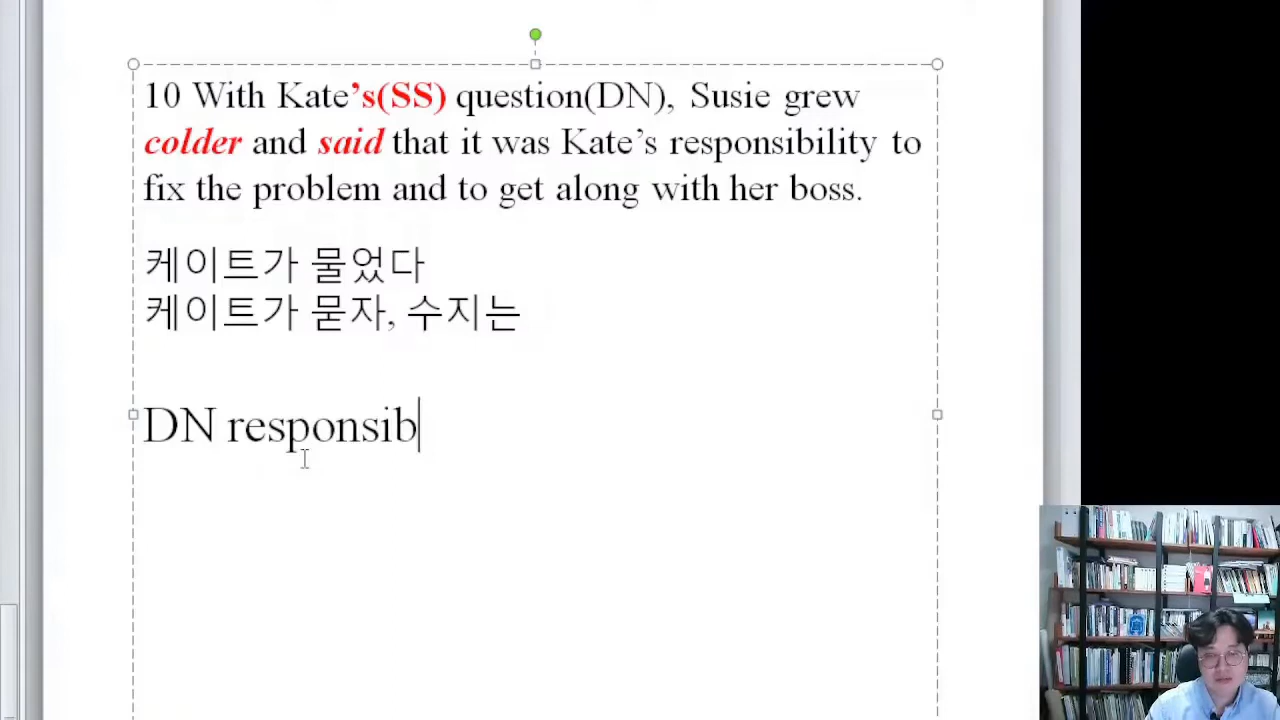 10 With Kate’s(SS) question(DN), Susie grew
colder and said that it was Kate’s responsibility to
fix the problem and to get along with her boss.
케이트가 물었다
케이트가 묻자, 수지는
DN responsib